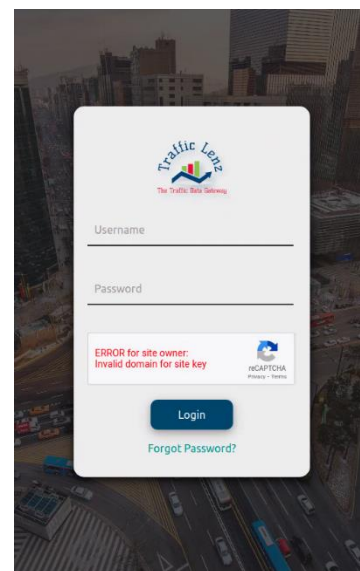 Traffic Lenz
The Traffic Data Gateway
Username
Password
ERROR for site owner:
Invalid domain for site key
reCAPTCHA
Privacy - Terms
Login
Forgot Password?